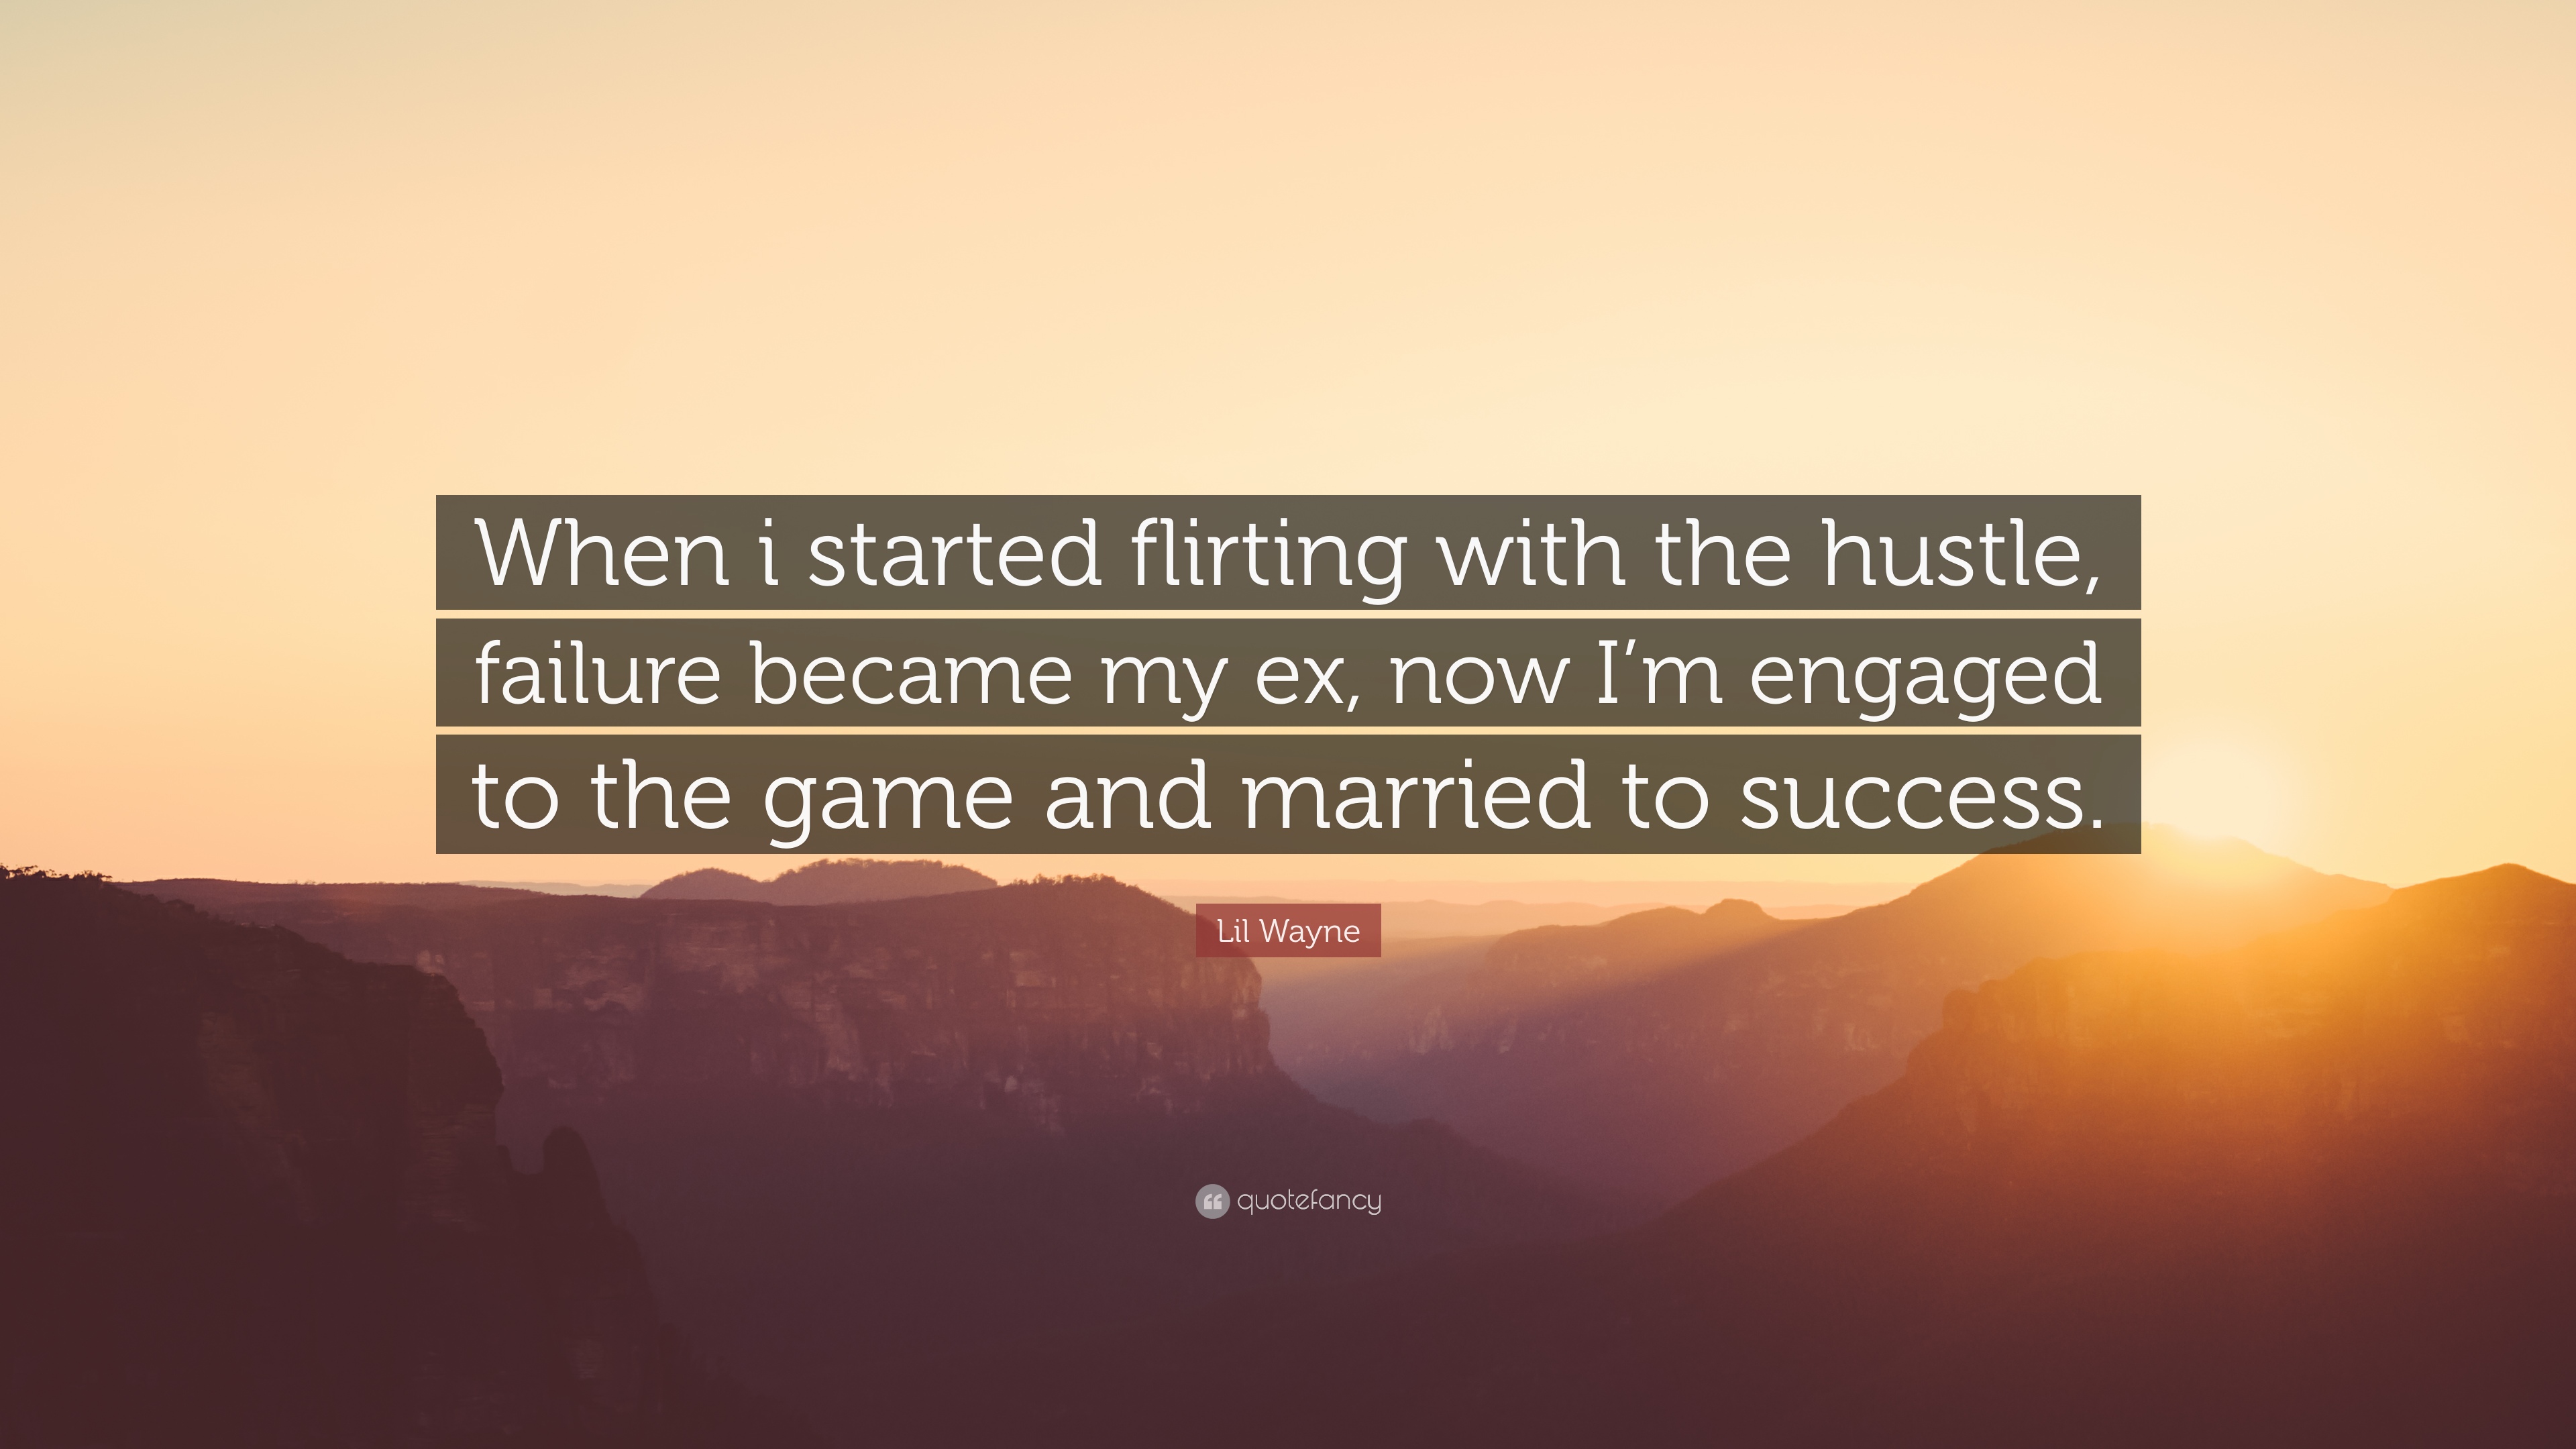 When i started flirting with the hustle,
failure became my ex, now I’m engaged
to the game and married to success.
Lil Wayne
quotefancy